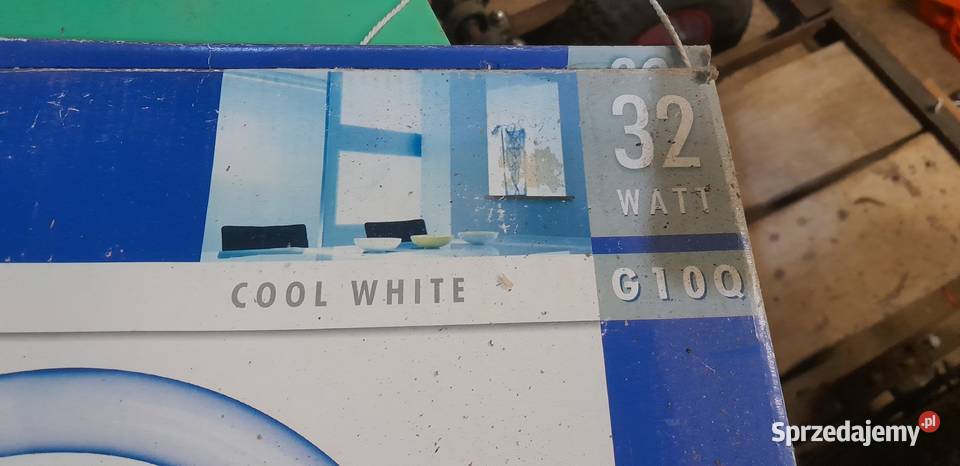 32
WATT
COOL WHITE
G10Q
Sprzedajemy.pl